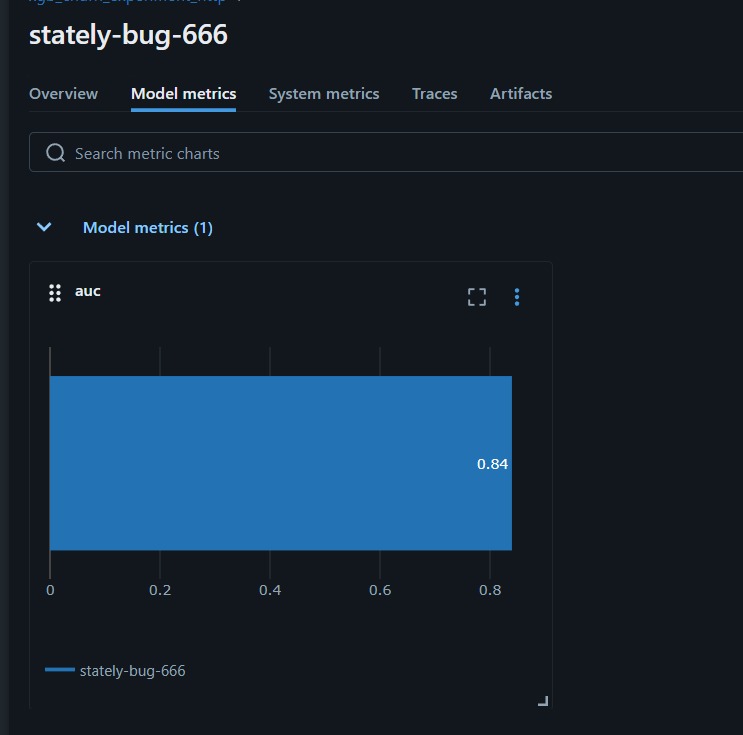 stately-bug-666
Overview Model metrics System metrics Traces Artifacts
Search metric charts
Model metrics (1)
auc
0.84
0 0.2 0.4 0.6 0.8
stately-bug-666